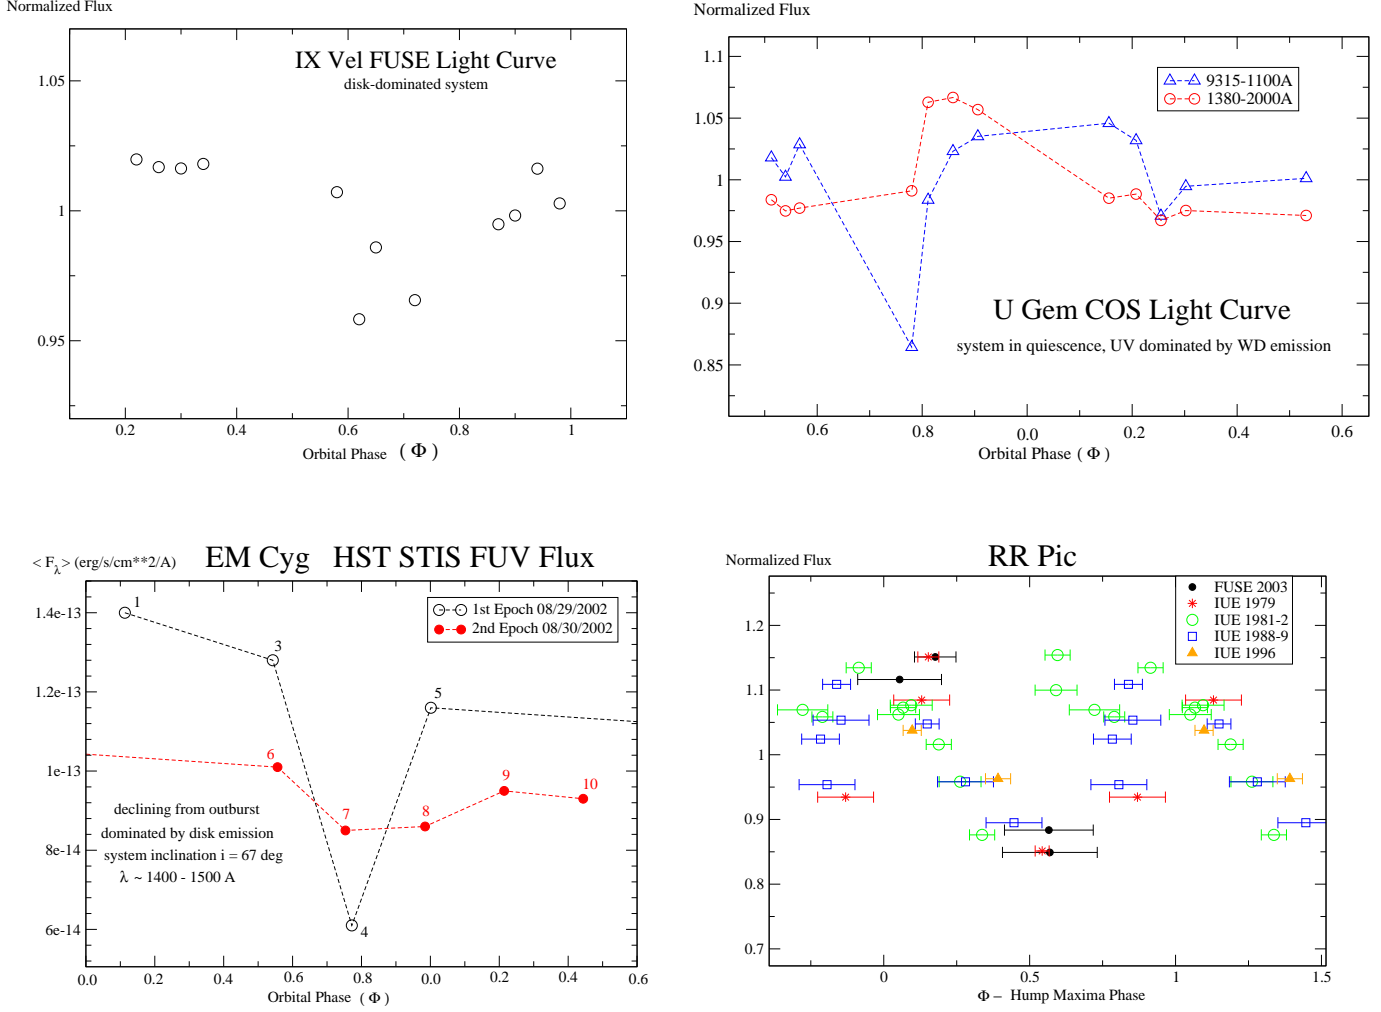 Normalized Flux
IX Vel FUSE Light Curve
disk-dominated system
1.05
1
0.95
0.2 0.4 0.6 0.8 1
Orbital Phase ( Φ )
Normalized Flux
9315-1100A
1380-2000A
1.1
1.05
1
0.95
0.9
0.85
U Gem COS Light Curve
system in quiescence, UV dominated by WD emission
0.6 0.8 0.0 0.2 0.4 0.6
Orbital Phase ( Φ )
< F_λ > (erg/s/cm**2/A)
EM Cyg HST STIS FUV Flux
1st Epoch 08/29/2002
2nd Epoch 08/30/2002
1.4e-13
1.2e-13
1e-13
8e-14
6e-14
1
3
5
6
7
8
9
10
4
declining from outburst
dominated by disk emission
system inclination i = 67 deg
λ ~ 1400 - 1500 A
0.0 0.2 0.6 0.8 0.0 0.2 0.4 0.6
Orbital Phase ( Φ )
Normalized Flux
RR Pic
FUSE 2003
IUE 1979
IUE 1981-2
IUE 1988-9
IUE 1996
1.2
1.1
1
0.9
0.8
0.7
0 0.5 1 1.5
Φ – Hump Maxima Phase